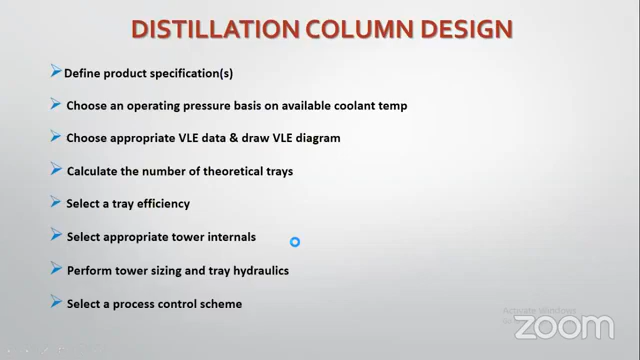 DISTILLATION COLUMN DESIGN
Define product specification(s)
Choose an operating pressure basis on available coolant temp
Choose appropriate VLE data & draw VLE diagram
Calculate the number of theoretical trays
Select a tray efficiency
Select appropriate tower internals
Perform tower sizing and tray hydraulics
Select a process control scheme
Activate Windows
zoom